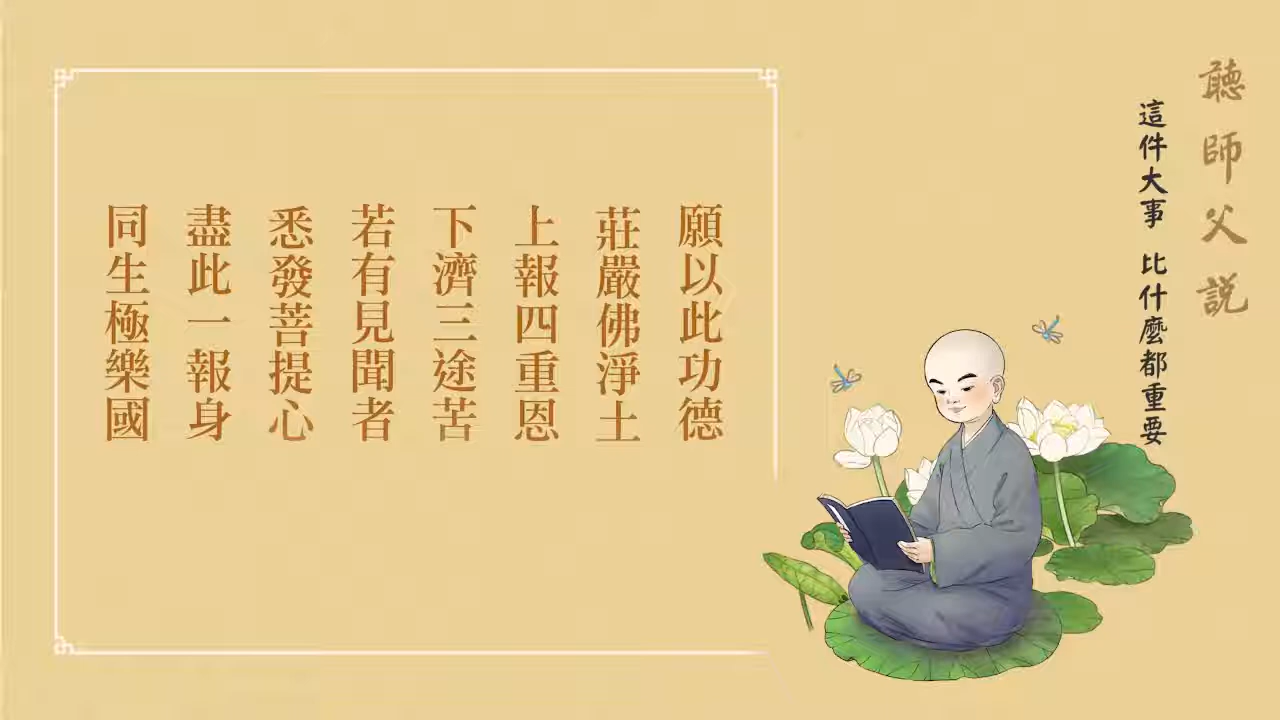 聽師父説
這件大事 比什麼都重要
願以此功德
莊嚴佛淨土
上報四重恩
下濟三途苦
若有見聞者
悉發菩提心
盡此一報身
同生極樂國